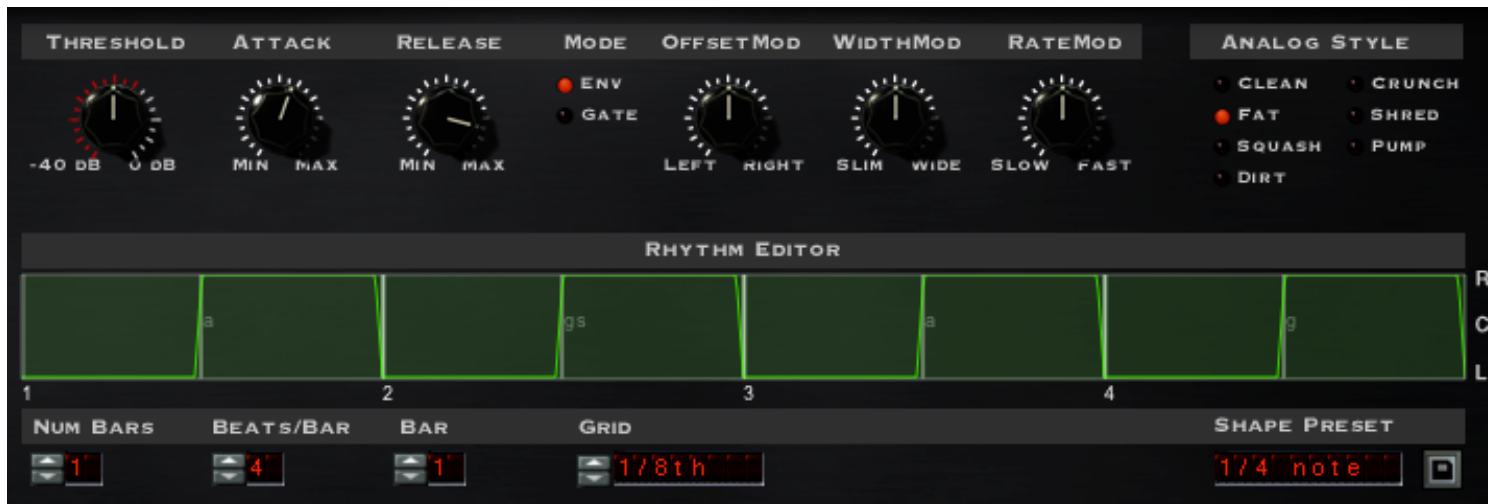 THRESHOLD ATTACK RELEASE MODE OFFSETMOD WIDTHMOD RATEMOD ANALOG STYLE
ENV CLEAN CRUNCH
GATE FAT SHRED
-40 DB 0 DB MIN MAX MIN MAX LEFT RIGHT SLIM WIDE SLOW FAST SQUASH PUMP
DIRT
RHYTHM EDITOR
R
a gs a g C
L
1 2 3 4
NUM BARS BEATS/BAR BAR GRID SHAPE PRESET
1 4 1 1/8th 1/4 note